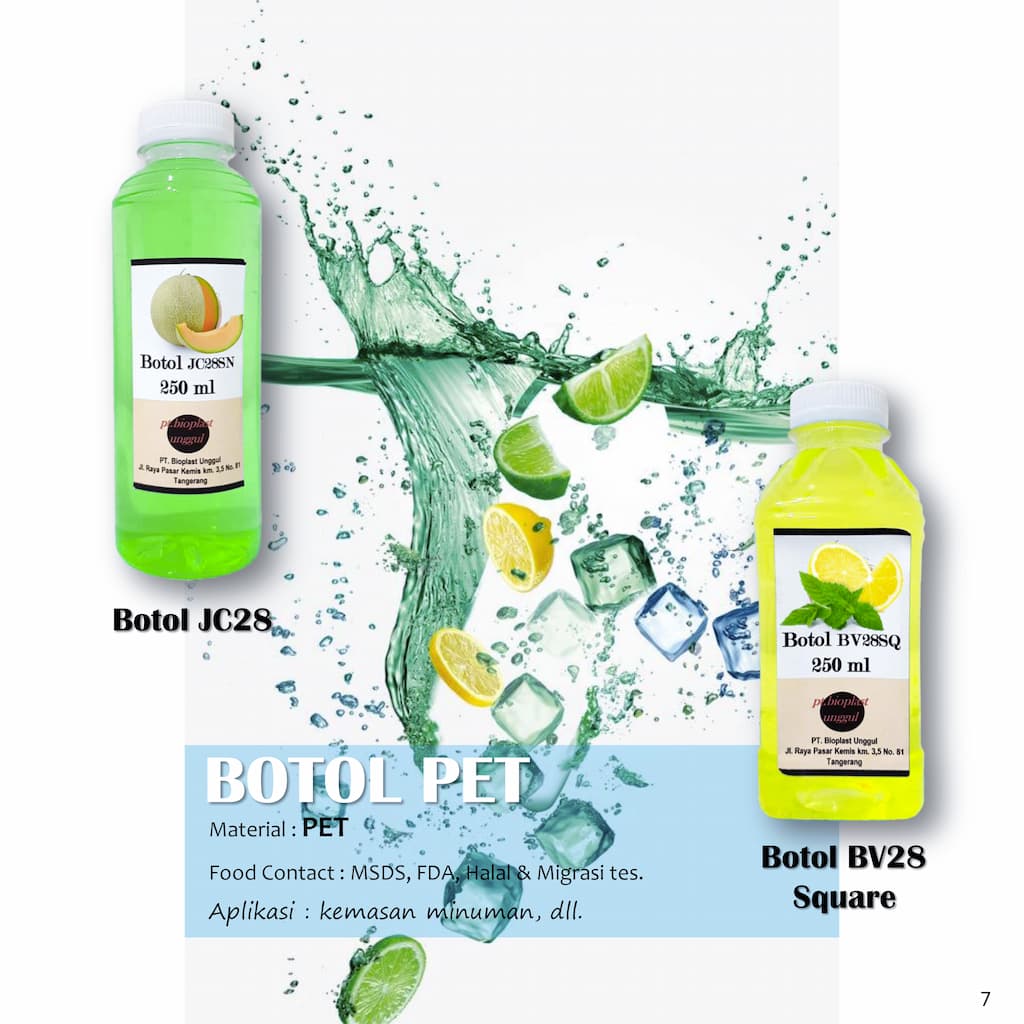 Botol JC28SN
250 ml
pt.bioplast
unggul
PT. Bioplast Unggul
Jl. Raya Pasar Kemis km. 3,5 No. 81
Tangerang
Botol JC28
Botol BV28SQ
250 ml
pt.bioplast
unggul
PT. Bioplast Unggul
Jl. Raya Pasar Kemis km. 3,5 No. 81
Tangerang
Botol BV28
Square
BOTOL PET
Material : PET
Food Contact : MSDS, FDA, Halal & Migrasi tes.
Aplikasi : kemasan minuman, dll.
7